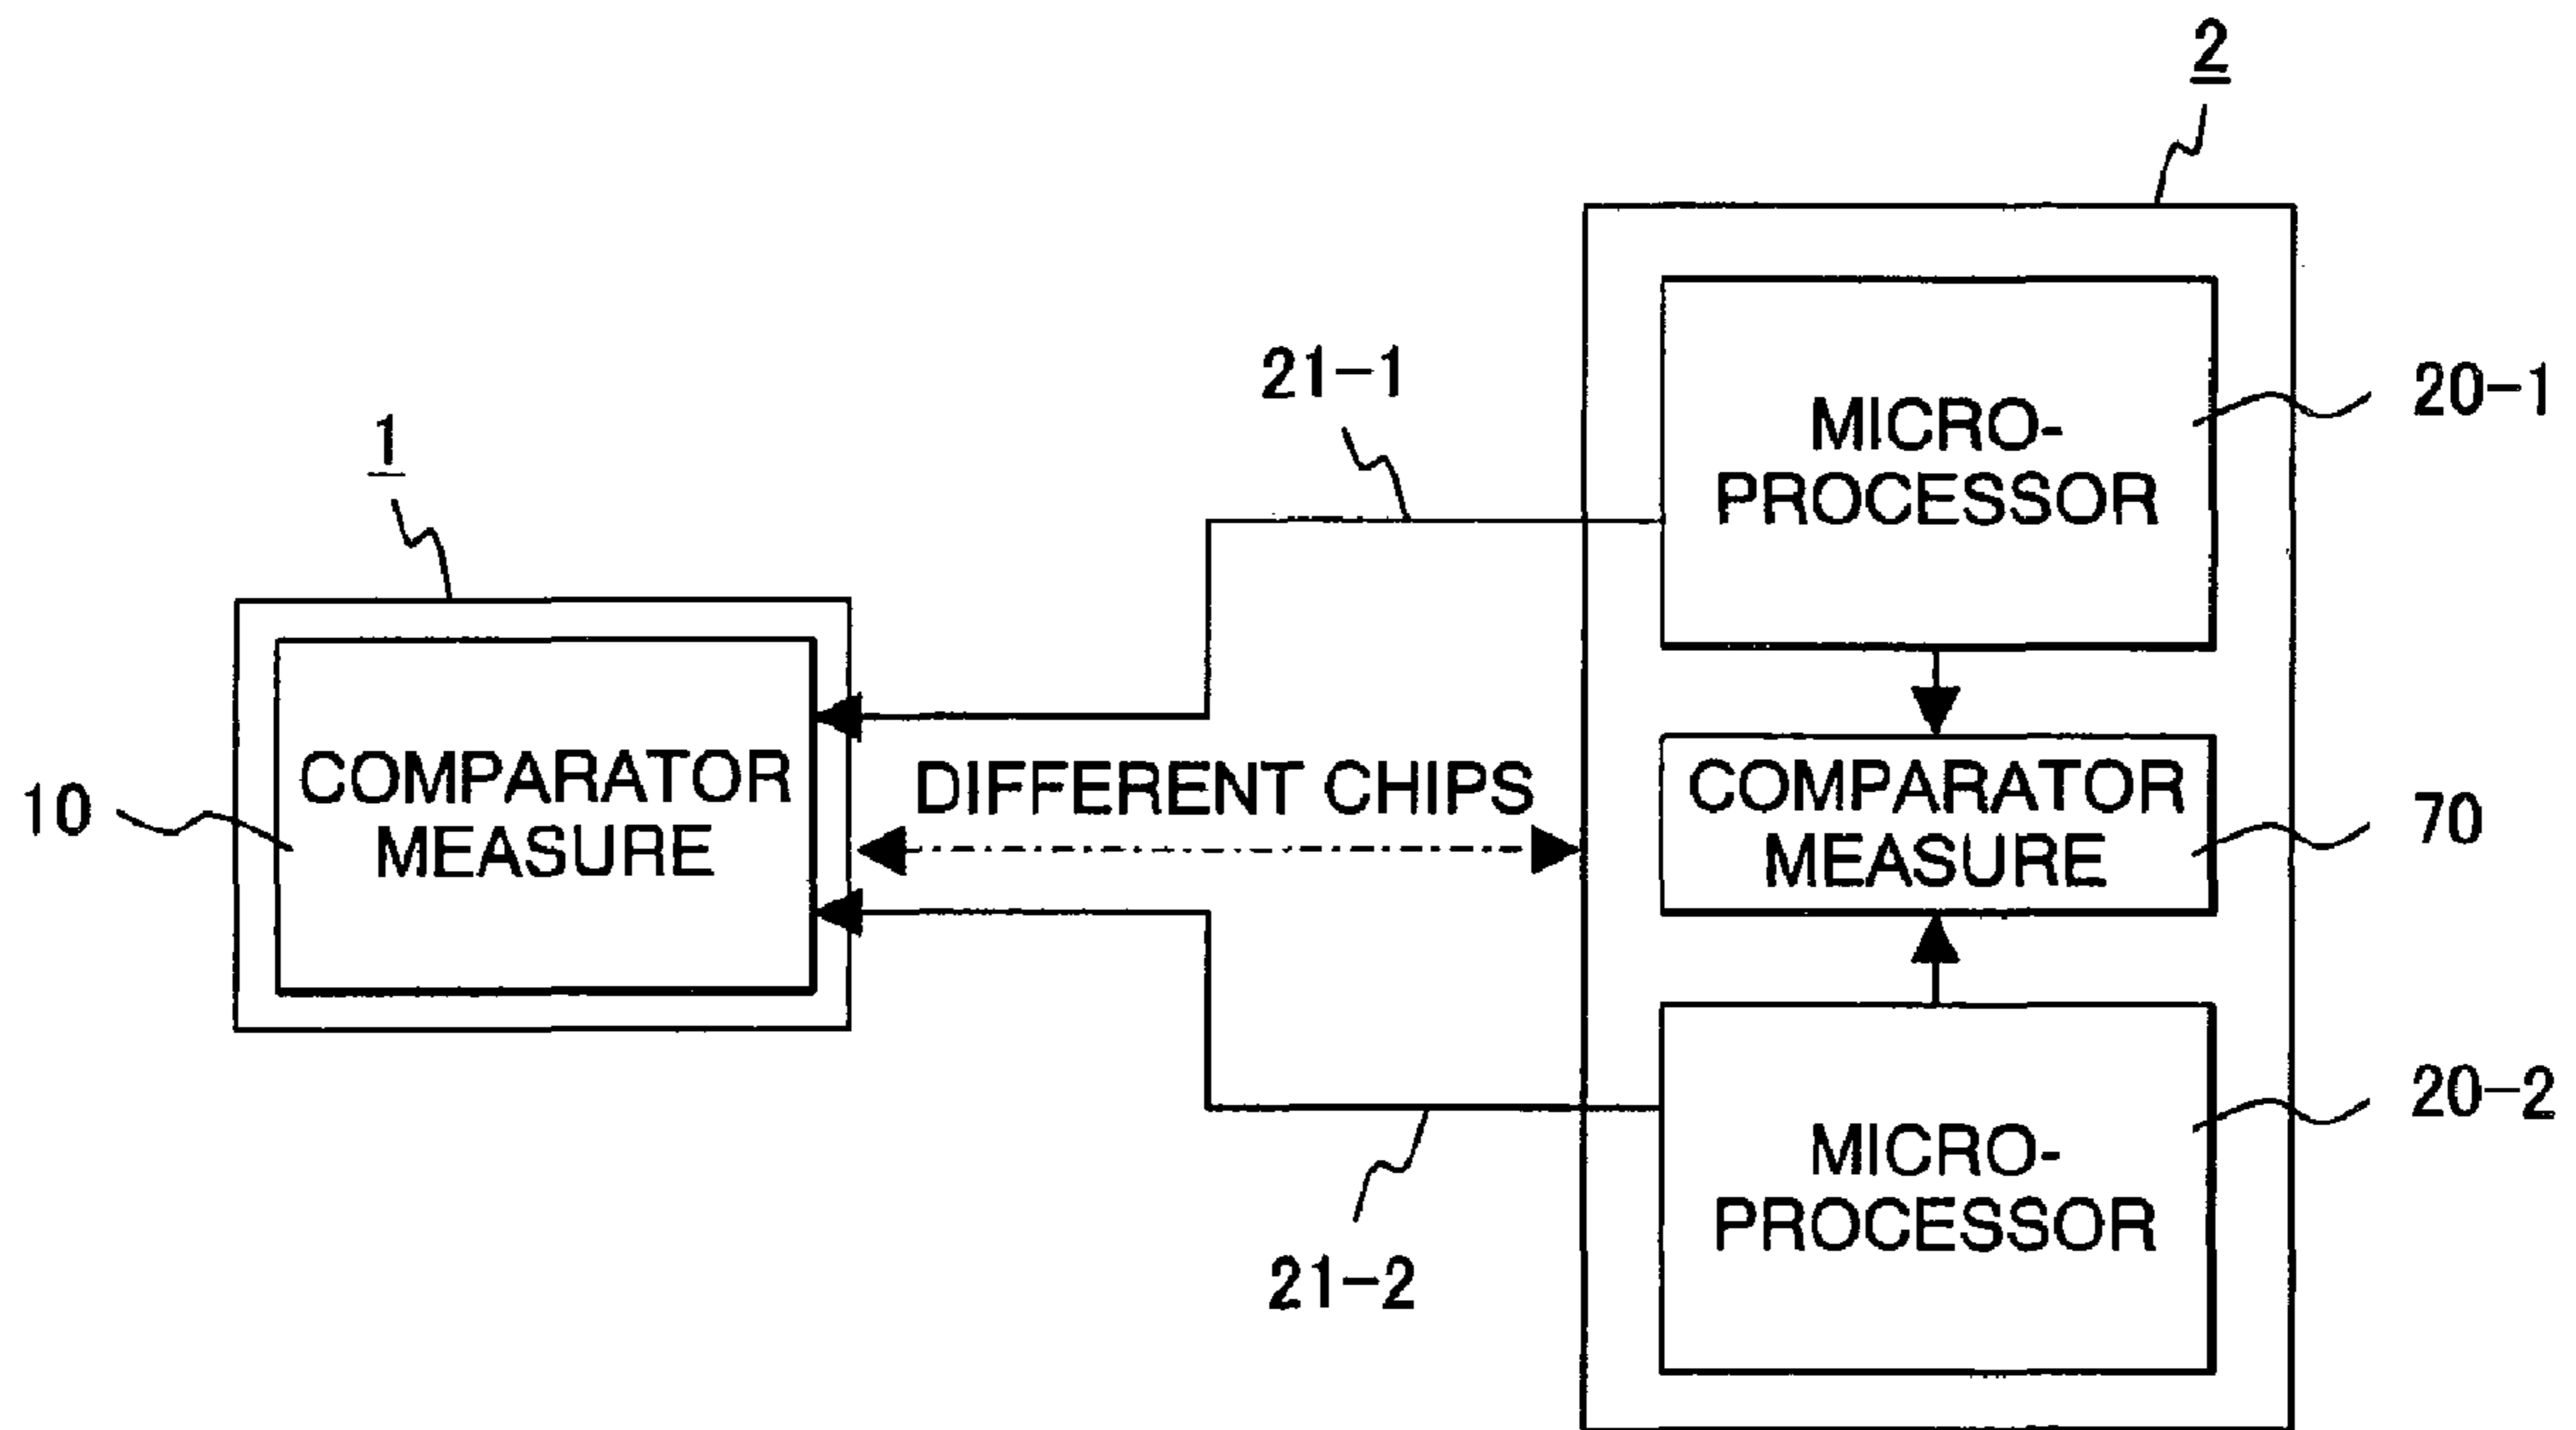 2
20-1
MICRO-
PROCESSOR
21-1
1
10
COMPARATOR
MEASURE
DIFFERENT CHIPS
COMPARATOR
MEASURE
70
20-2
MICRO-
PROCESSOR
21-2